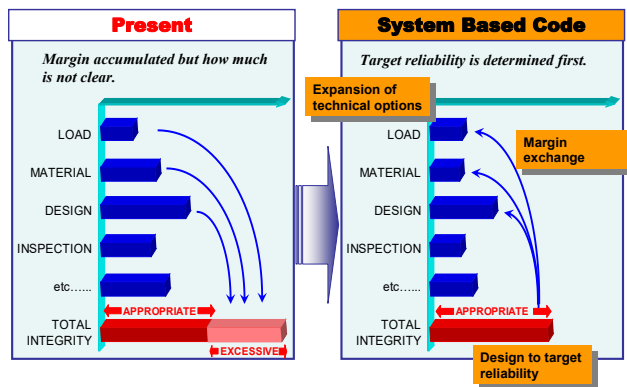 Present
Margin accumulated but how much
is not clear.
LOAD
MATERIAL
DESIGN
INSPECTION
etc…...
APPROPRIATE
TOTAL
INTEGRITY
EXCESSIVE
System Based Code
Target reliability is determined first.
Expansion of
technical options
LOAD
Margin
exchange
MATERIAL
DESIGN
INSPECTION
etc…...
APPROPRIATE
TOTAL
INTEGRITY
Design to target
reliability